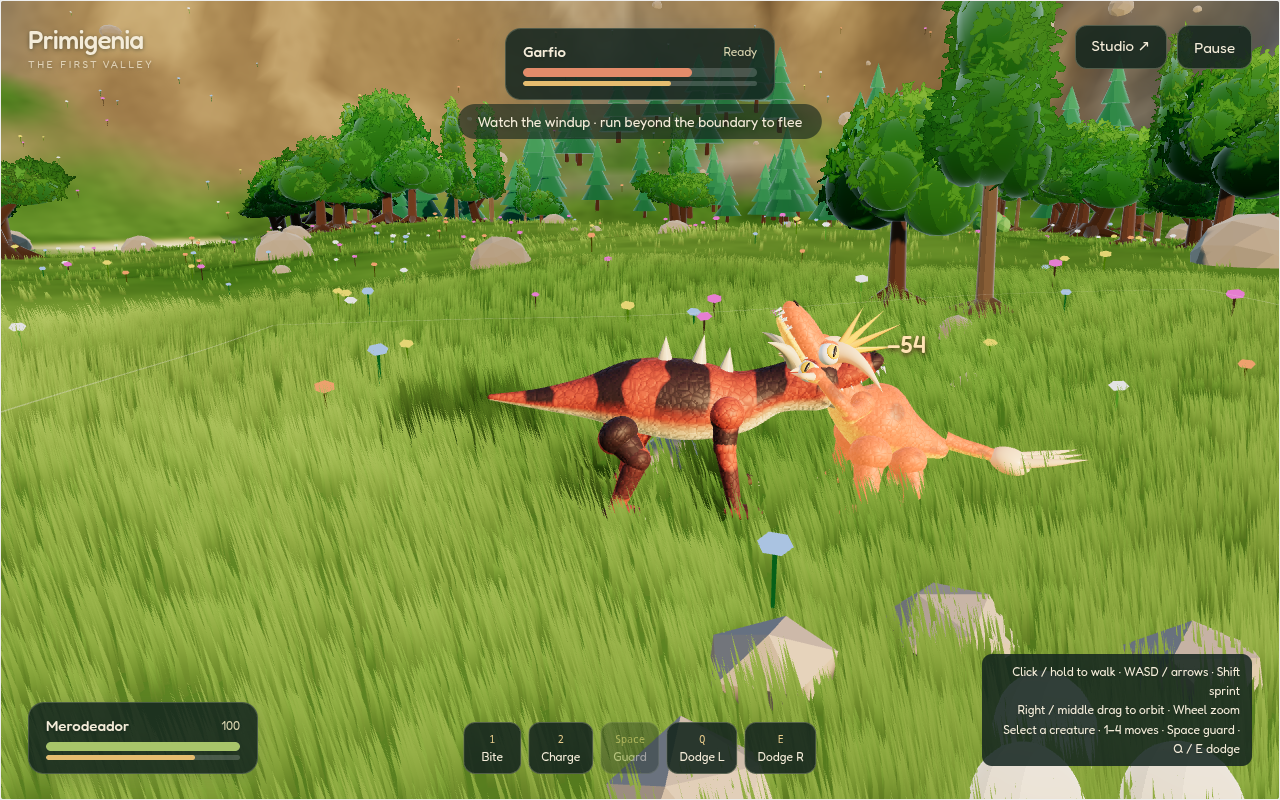 Primigenia
THE FIRST VALLEY
Garfio
Ready
Watch the windup · run beyond the boundary to flee
Studio ↗
Pause
–54
Merodeador
100
1
Bite
2
Charge
Space
Guard
Q
Dodge L
E
Dodge R
Click / hold to walk · WASD / arrows · Shift
sprint
Right / middle drag to orbit · Wheel zoom
Select a creature · 1–4 moves · Space guard ·
Q / E dodge